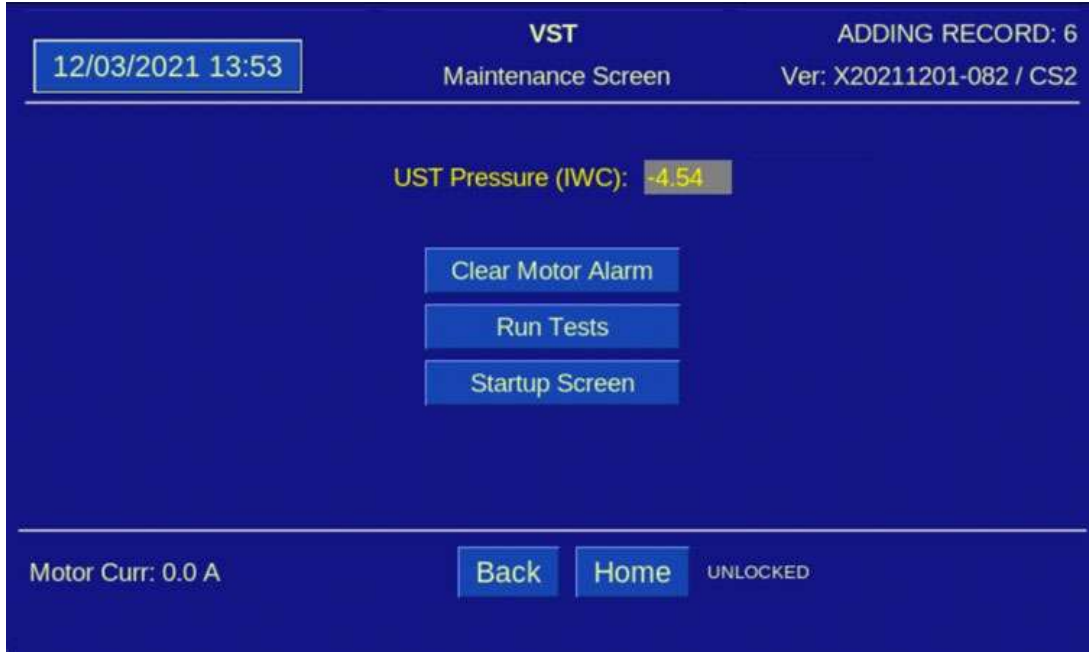 VST
ADDING RECORD: 6
12/03/2021 13:53
Maintenance Screen
Ver: X20211201-082 / CS2
UST Pressure (IWC): -4.54
Clear Motor Alarm
Run Tests
Startup Screen
Motor Curr: 0.0 A
Back
Home
UNLOCKED